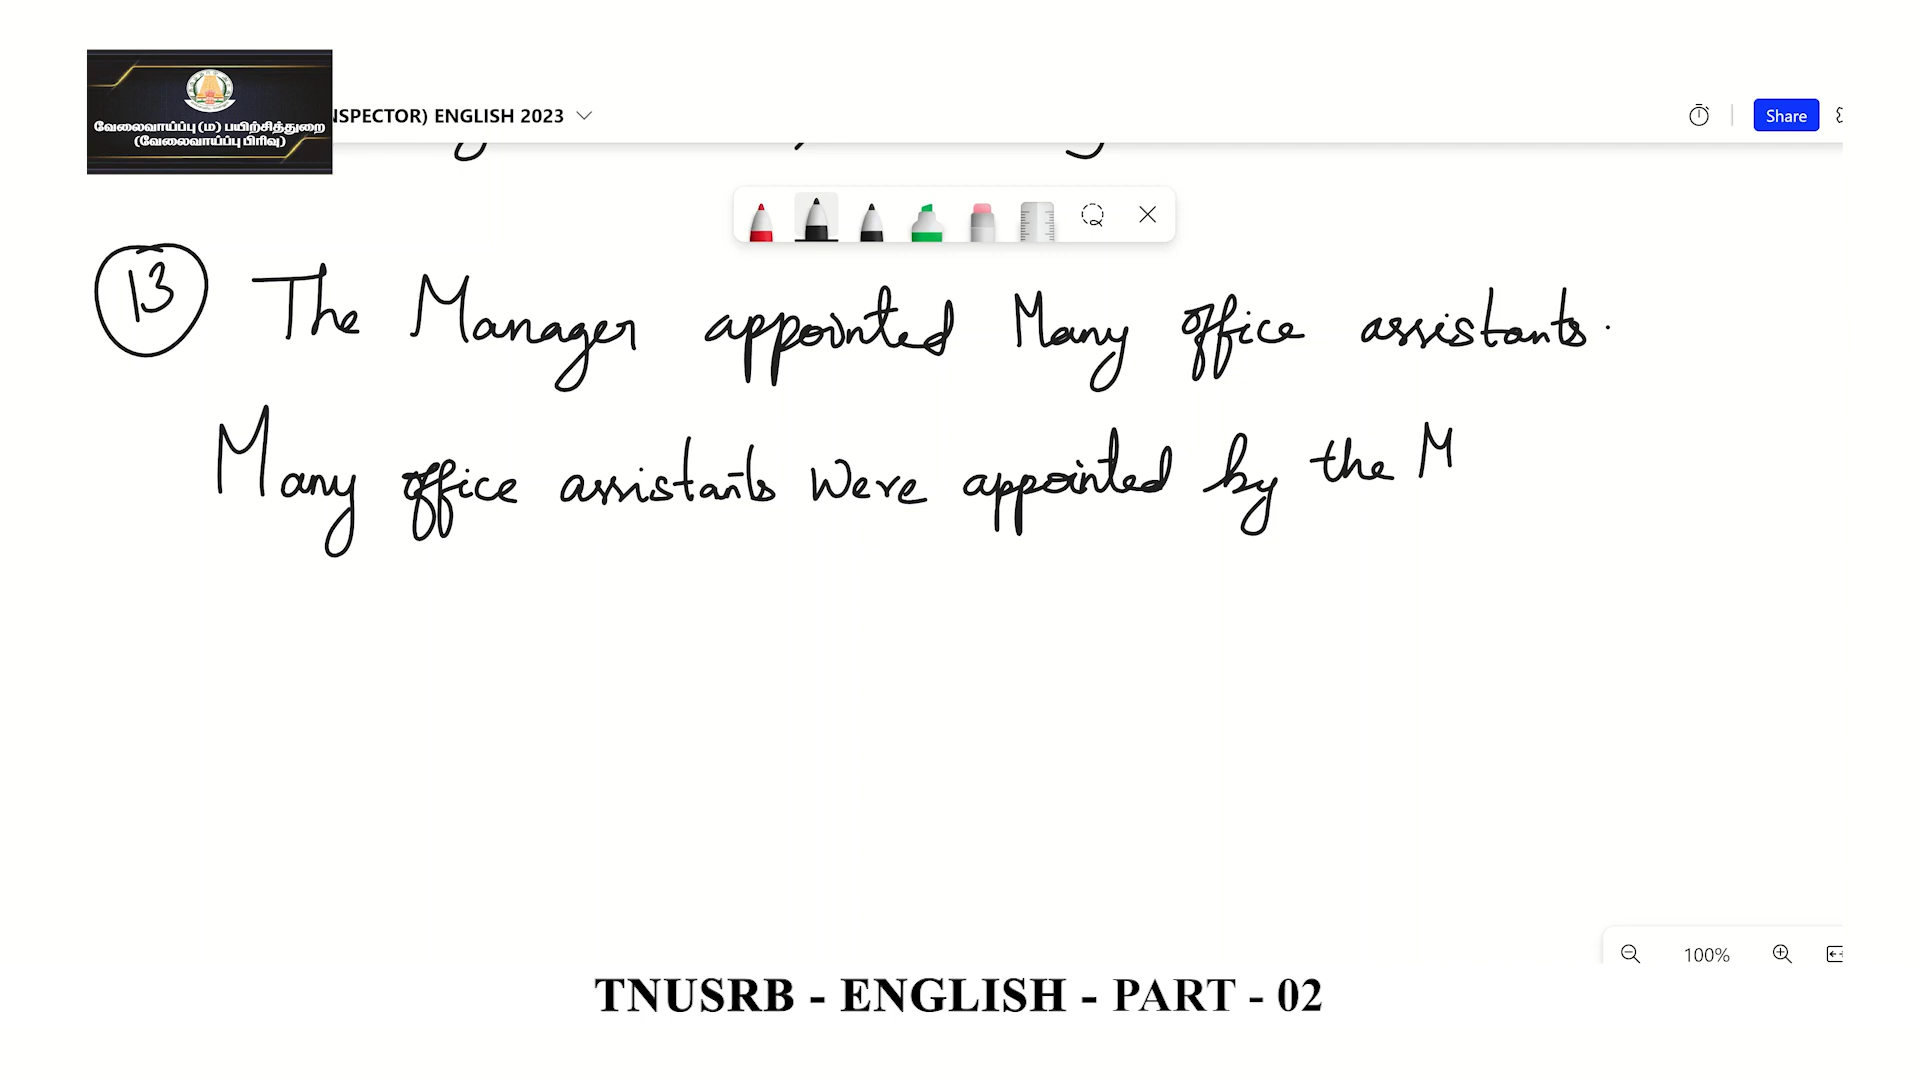 வேலைவாய்ப்பு (ம) பயிற்சித்துறை
(வேலைவாய்ப்பு பிரிவு)
NSPECTOR) ENGLISH 2023
Share
13 The Manager appointed Many office assistants.
Many office assistants were appointed by the M
100%
TNUSRB - ENGLISH - PART - 02